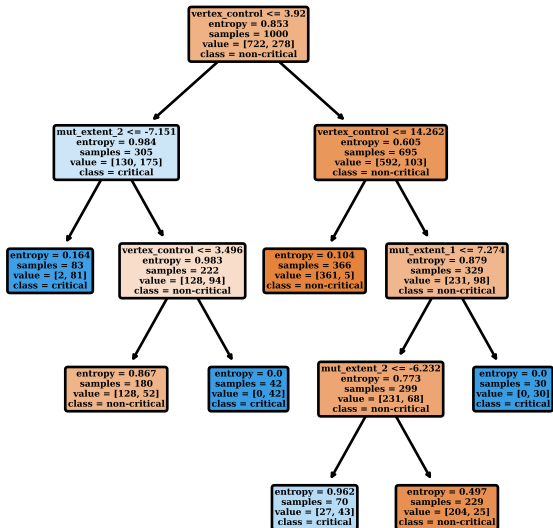 vertex_control <= 3.92
entropy = 0.853
samples = 1000
value = [722, 278]
class = non-critical
mut_extent_2 <= -7.151
entropy = 0.984
samples = 305
value = [130, 175]
class = critical
vertex_control <= 14.262
entropy = 0.605
samples = 695
value = [592, 103]
class = non-critical
entropy = 0.164
samples = 83
value = [2, 81]
class = critical
vertex_control <= 3.496
entropy = 0.983
samples = 222
value = [128, 94]
class = non-critical
entropy = 0.104
samples = 366
value = [361, 5]
class = non-critical
mut_extent_1 <= 7.274
entropy = 0.879
samples = 329
value = [231, 98]
class = non-critical
entropy = 0.867
samples = 180
value = [128, 52]
class = non-critical
entropy = 0.0
samples = 42
value = [0, 42]
class = critical
mut_extent_2 <= -6.232
entropy = 0.773
samples = 299
value = [231, 68]
class = non-critical
entropy = 0.0
samples = 30
value = [0, 30]
class = critical
entropy = 0.962
samples = 70
value = [27, 43]
class = critical
entropy = 0.497
samples = 229
value = [204, 25]
class = non-critical